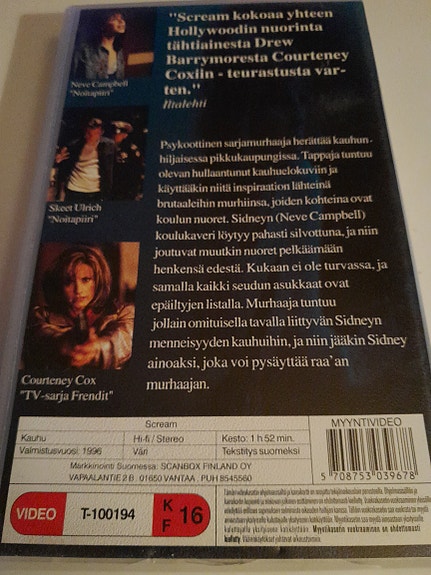 "Scream kokoaa yhteen
Hollywoodin nuorinta
tähtiainesta Drew
Barrymoresta Courteney
Coxiin - teurastusta var-
ten."
Iltalehti
Neve Campbell
"Noitapiiri"
Psykoottinen sarjamurhaaja herättää kauhun-
hiljaisessa pikkukaupungissa. Tappaja tuntuu
olevan hullaantunut kauhuelokuviin ja
käyttääkin niitä inspiraation lähteinä
brutaaleihin murhiinsa, joiden kohteina ovat
koulun nuoret. Sidneyn (Neve Campbell)
koulukaveri löytyy pahasti silvottuna, ja niin
joutuvat muutkin nuoret pelkäämään
henkensä edestä. Kukaan ei ole turvassa, ja
samalla kaikki seudun asukkaat ovat
epäiltyjen listalla. Murhaaja tuntuu
jollain omituisella tavalla liittyvän Sidneyn
menneisyyden kauhuihin, ja niin jääkin Sidney
ainoaksi, joka voi pysäyttää raa'an
murhaajan.
Skeet Ulrich
"Noitapiiri"
Courteney Cox
"TV-sarja Frendit"
Scream
Kauhu Hi-fi / Stereo Kesto: 1 h 52 min.
Valmistusvuosi: 1996 Väri Tekstitys suomeksi
Markkinointi Suomessa: SCANBOX FINLAND OY
VAPAALANTIE 2 B, 01650 VANTAA, PUH 8545560
MYYNTIVIDEO
5 708753 039678
VIDEO T-100194 K F 16